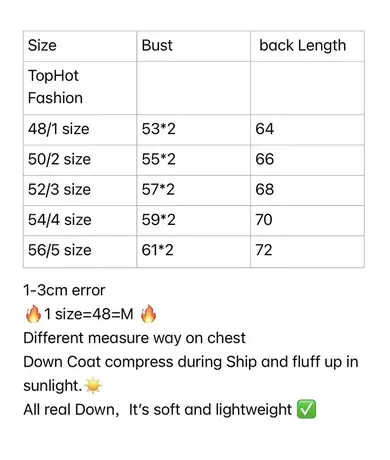 Size Bust back Length
TopHot
Fashion
48/1 size 53*2 64
50/2 size 55*2 66
52/3 size 57*2 68
54/4 size 59*2 70
56/5 size 61*2 72
1-3cm error
🔥1 size=48=M 🔥
Different measure way on chest
Down Coat compress during Ship and fluff up in
sunlight.☀️
All real Down，It's soft and lightweight ✅